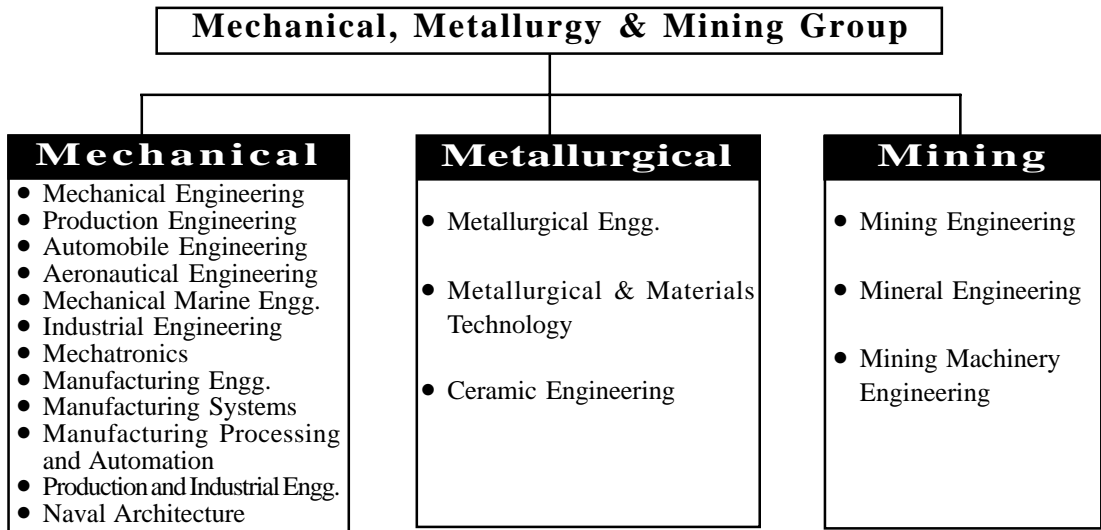 Mechanical, Metallurgy & Mining Group
Mechanical
• Mechanical Engineering
• Production Engineering
• Automobile Engineering
• Aeronautical Engineering
• Mechanical Marine Engg.
• Industrial Engineering
• Mechatronics
• Manufacturing Engg.
• Manufacturing Systems
• Manufacturing Processing
and Automation
• Production and Industrial Engg.
• Naval Architecture
Metallurgical
• Metallurgical Engg.
• Metallurgical & Materials
Technology
• Ceramic Engineering
Mining
• Mining Engineering
• Mineral Engineering
• Mining Machinery
Engineering